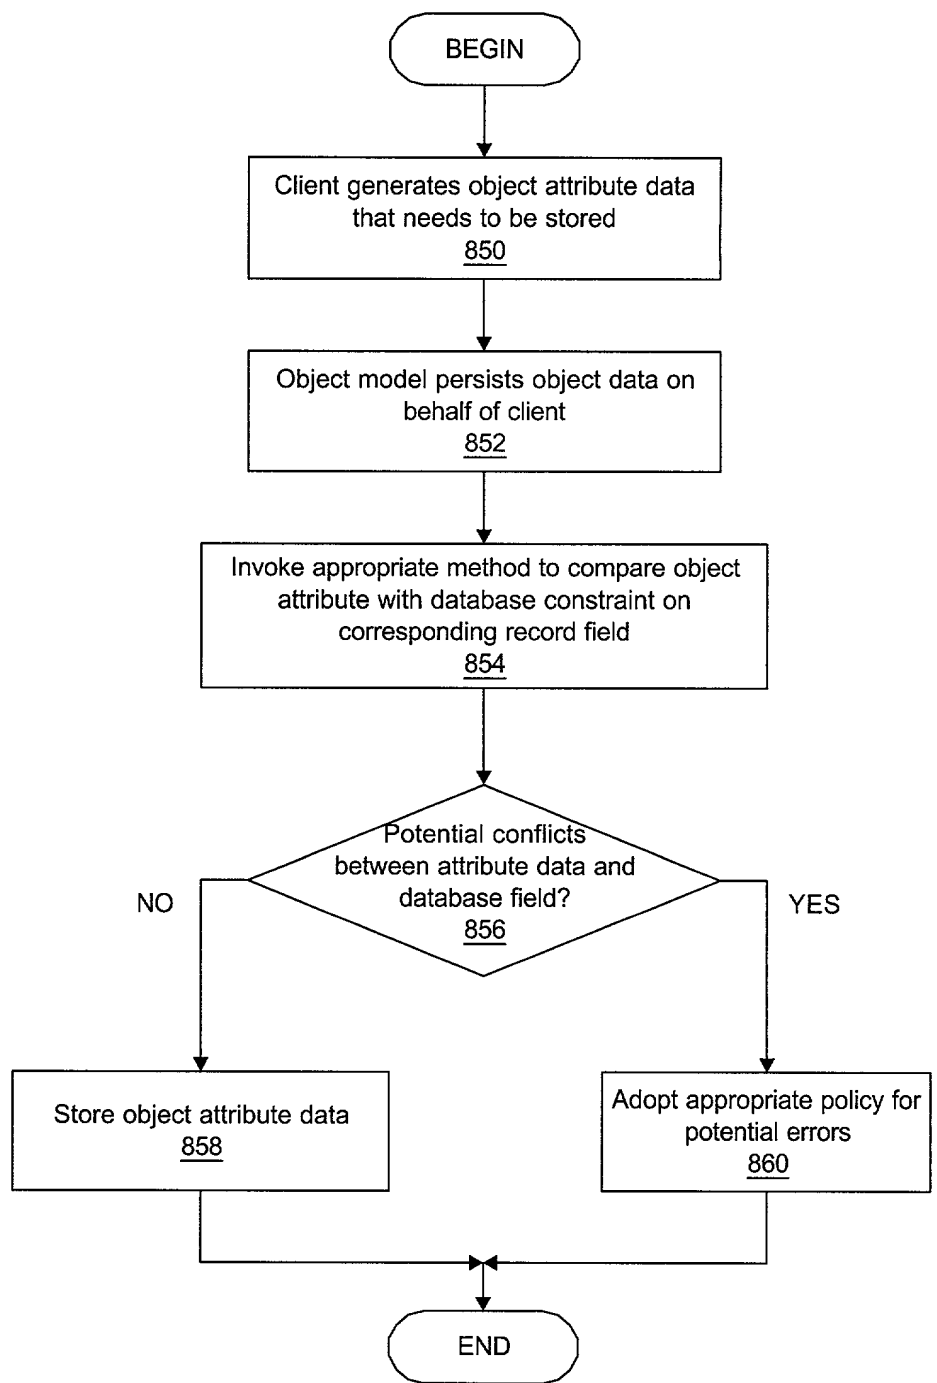 BEGIN
Client generates object attribute data
that needs to be stored
850
Object model persists object data on
behalf of client
852
Invoke appropriate method to compare object
attribute with database constraint on
corresponding record field
854
Potential conflicts
between attribute data and
database field?
856
NO
YES
Store object attribute data
858
Adopt appropriate policy for
potential errors
860
END